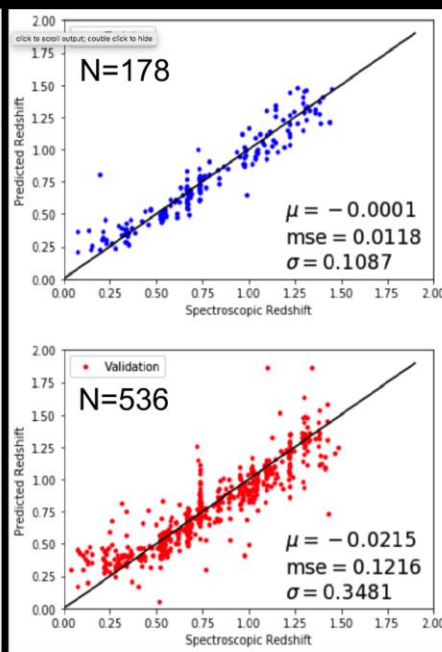 2.00
click to scroll output; double click to hide
1.75
N=178
1.50
1.25
1.00
0.75
0.50
0.25
0.00
Predicted Redshift
μ = −0.0001
mse = 0.0118
σ = 0.1087
0.00 0.25 0.50 0.75 1.00 1.25 1.50 1.75 2.00
Spectroscopic Redshift
2.00
Validation
1.75
N=536
1.50
1.25
1.00
0.75
0.50
0.25
0.00
Predicted Redshift
μ = −0.0215
mse = 0.1216
σ = 0.3481
0.00 0.25 0.50 0.75 1.00 1.25 1.50 1.75 2.00
Spectroscopic Redshift